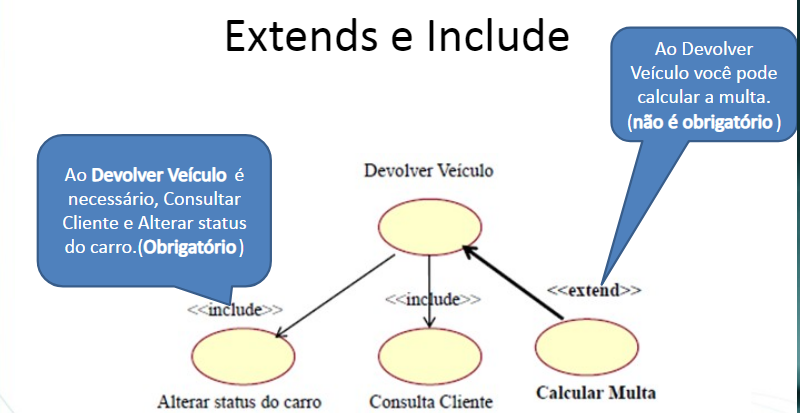 Extends e Include
Ao Devolver
Veículo você pode
calcular a multa.
(não é obrigatório )
Ao Devolver Veículo é
necessário, Consultar
Cliente e Alterar status
do carro.(Obrigatório )
Devolver Veículo
<<include>>
<<include>>
<<extend>>
Alterar status do carro
Consulta Cliente
Calcular Multa